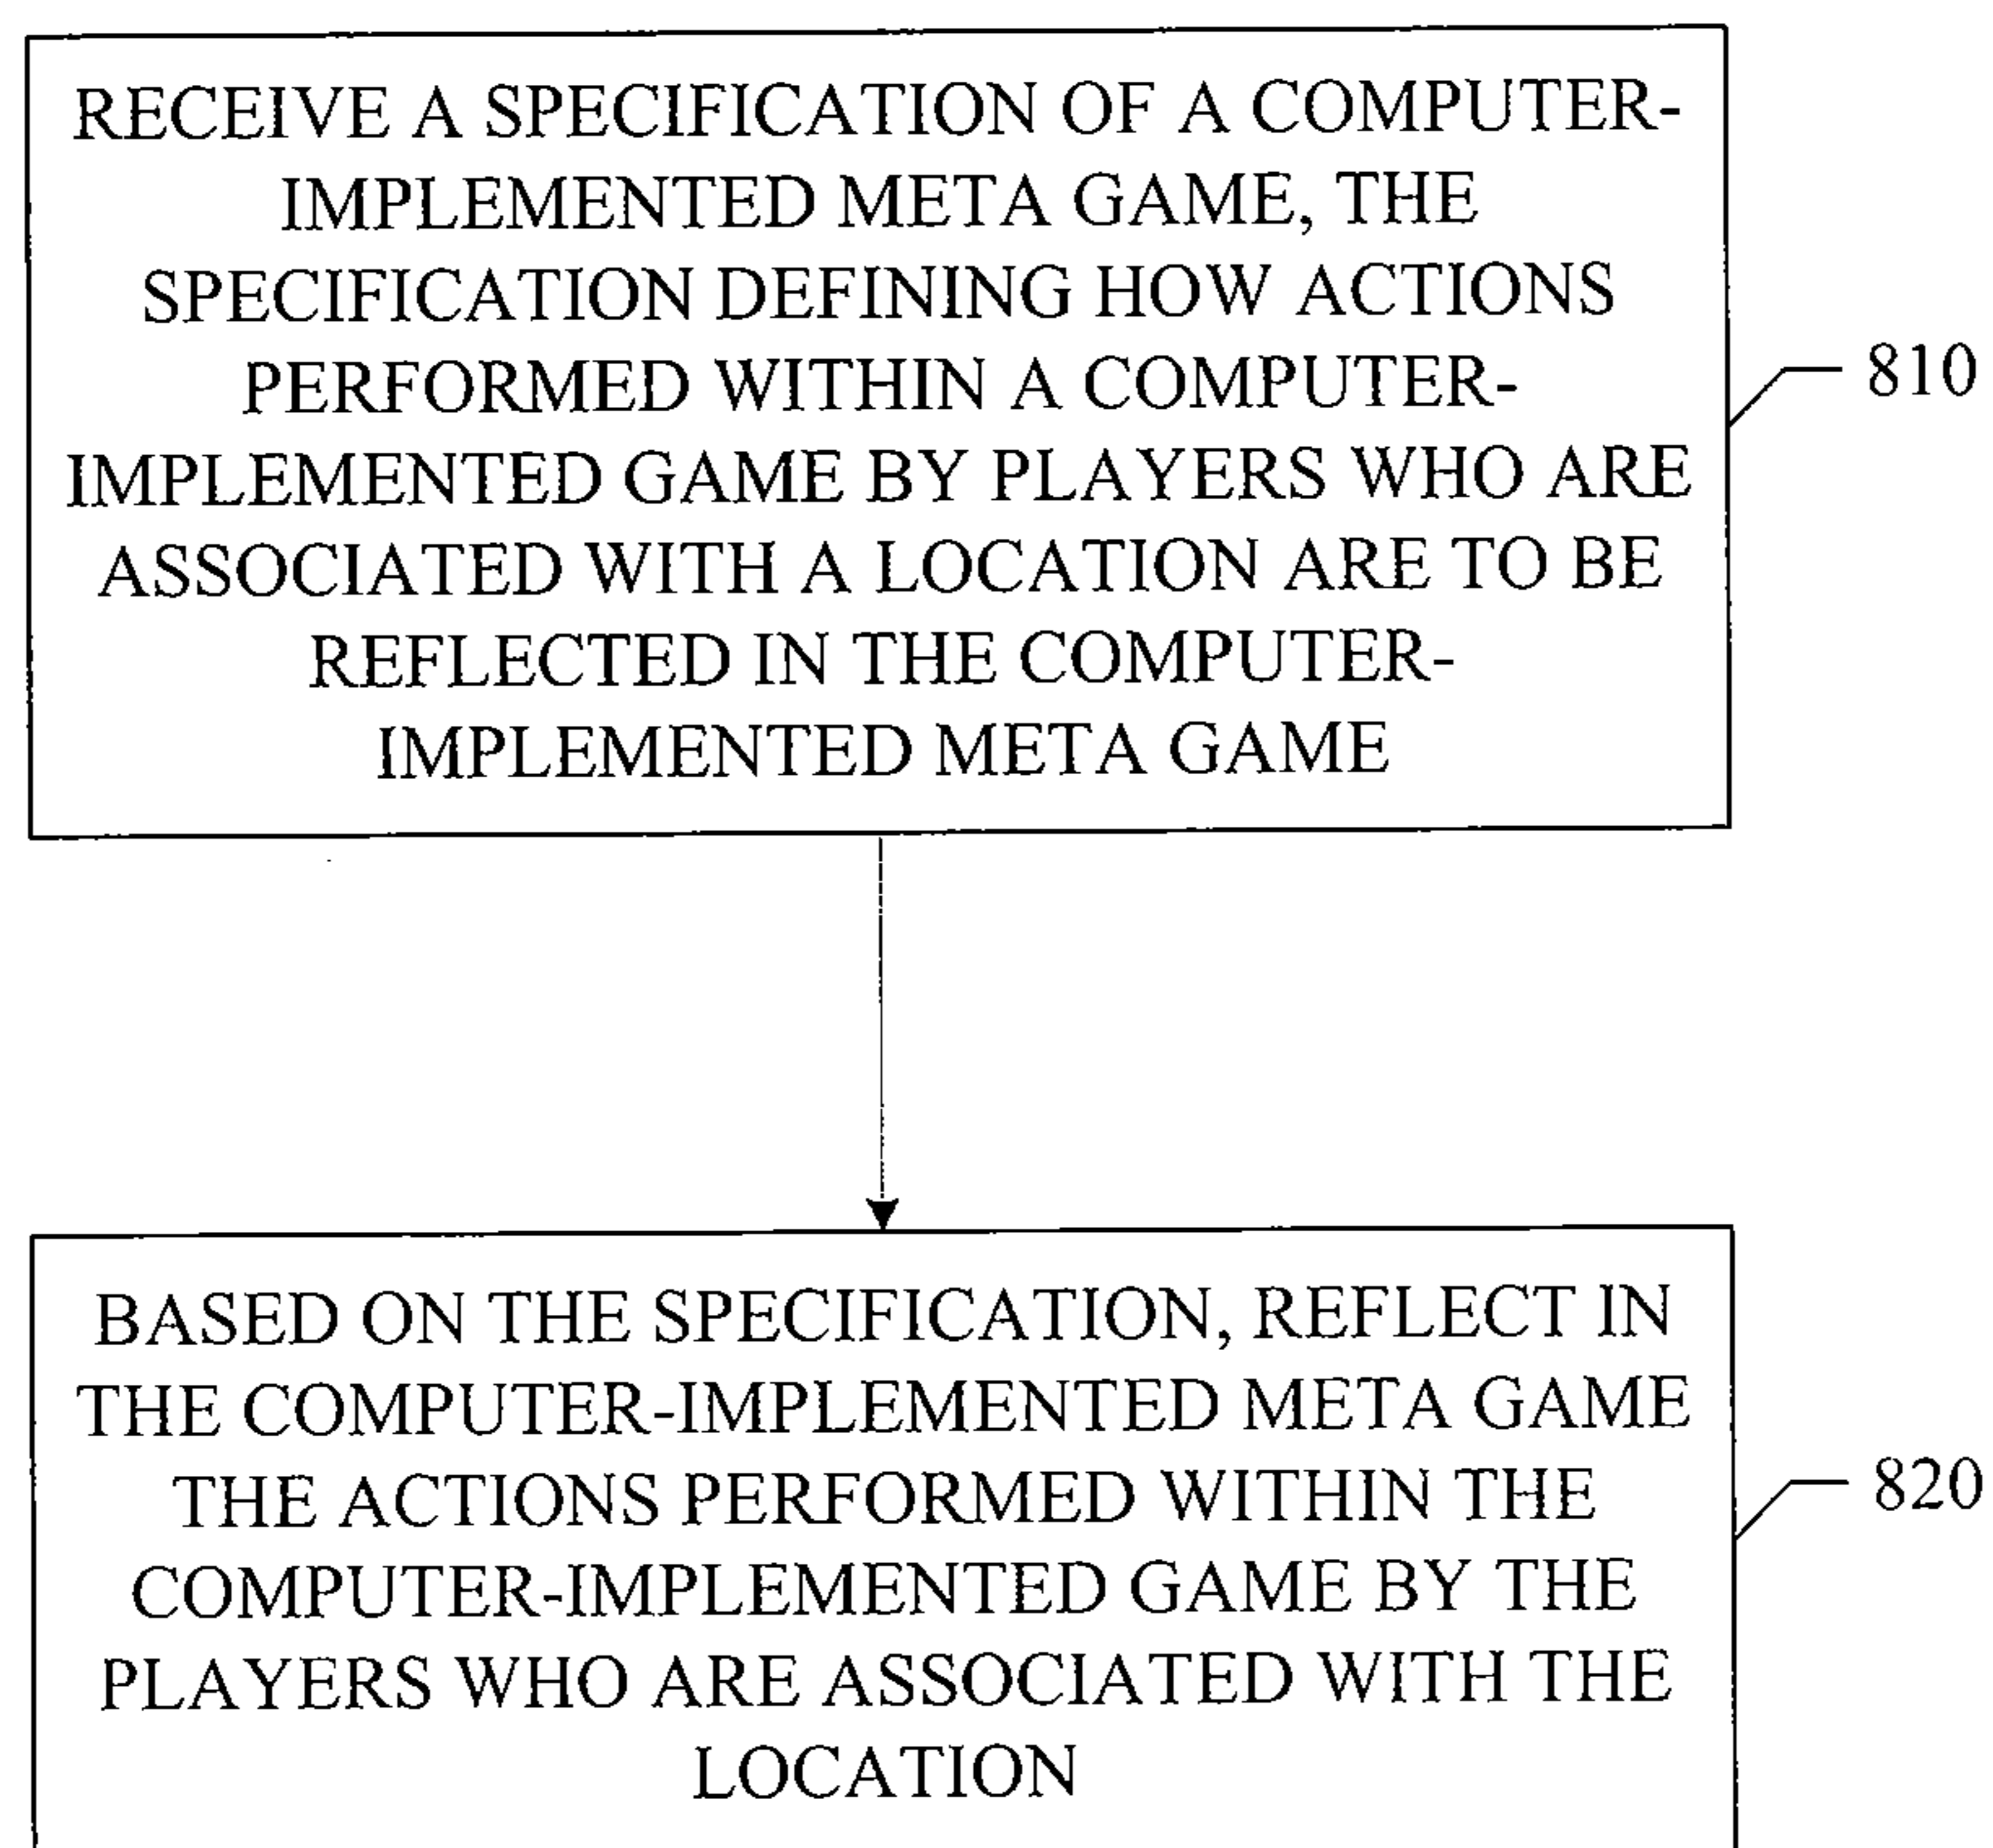 RECEIVE A SPECIFICATION OF A COMPUTER-
IMPLEMENTED META GAME, THE
SPECIFICATION DEFINING HOW ACTIONS
PERFORMED WITHIN A COMPUTER-
IMPLEMENTED GAME BY PLAYERS WHO ARE
ASSOCIATED WITH A LOCATION ARE TO BE
REFLECTED IN THE COMPUTER-
IMPLEMENTED META GAME
810
BASED ON THE SPECIFICATION, REFLECT IN
THE COMPUTER-IMPLEMENTED META GAME
THE ACTIONS PERFORMED WITHIN THE
COMPUTER-IMPLEMENTED GAME BY THE
PLAYERS WHO ARE ASSOCIATED WITH THE
LOCATION
820